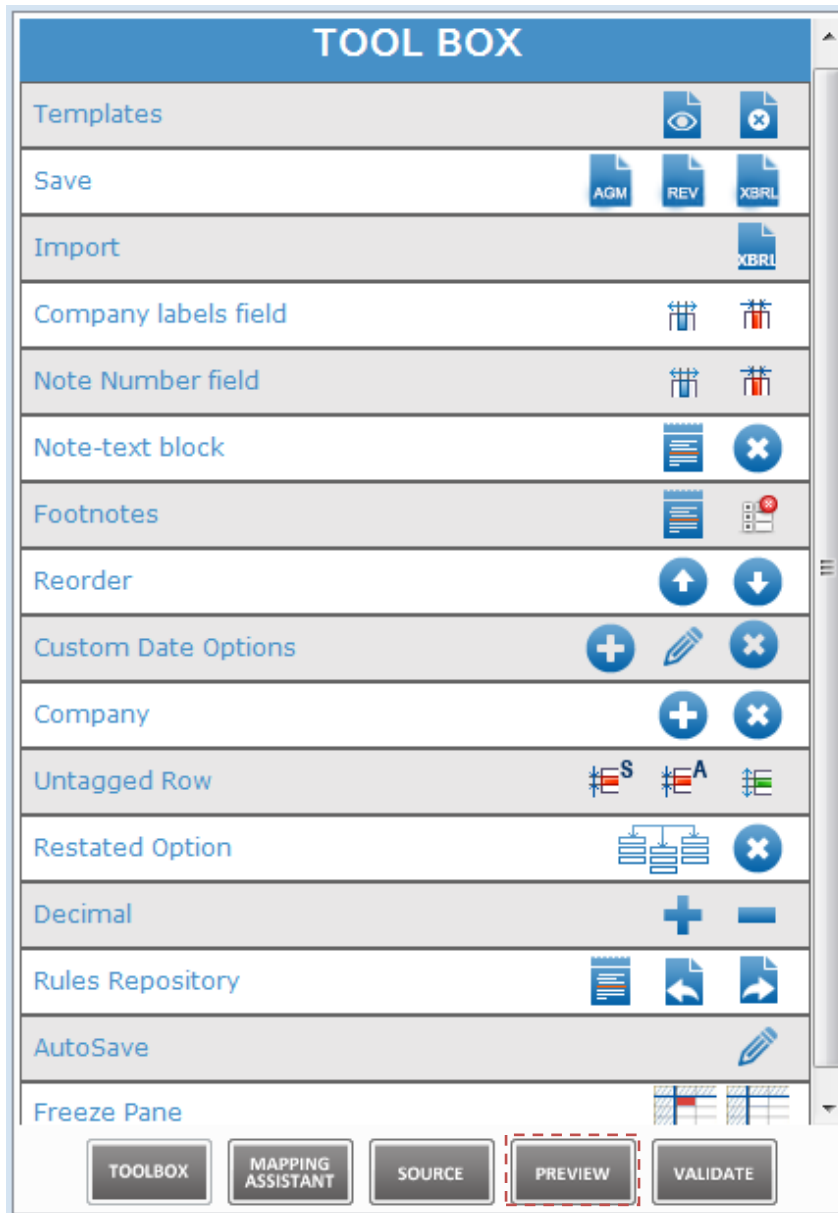 TOOL BOX
Templates
Save AGM REV XBRL
Import XBRL
Company labels field
Note Number field
Note-text block
Footnotes
Reorder
Custom Date Options
Company
Untagged Row S A
Restated Option
Decimal
Rules Repository
AutoSave
Freeze Pane
TOOLBOX MAPPING ASSISTANT SOURCE PREVIEW VALIDATE